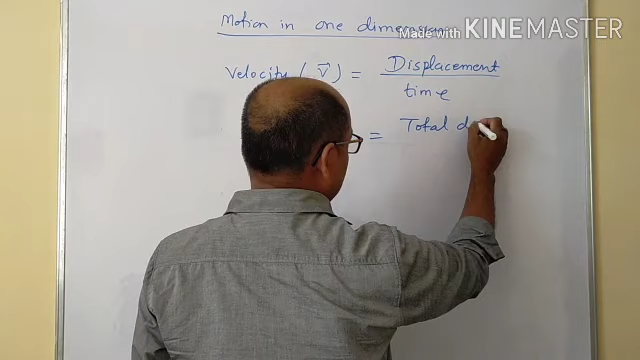 Motion in one dimension
Made with KINEMASTER
Velocity ( v⃗ ) = Displacement
time
= Total d